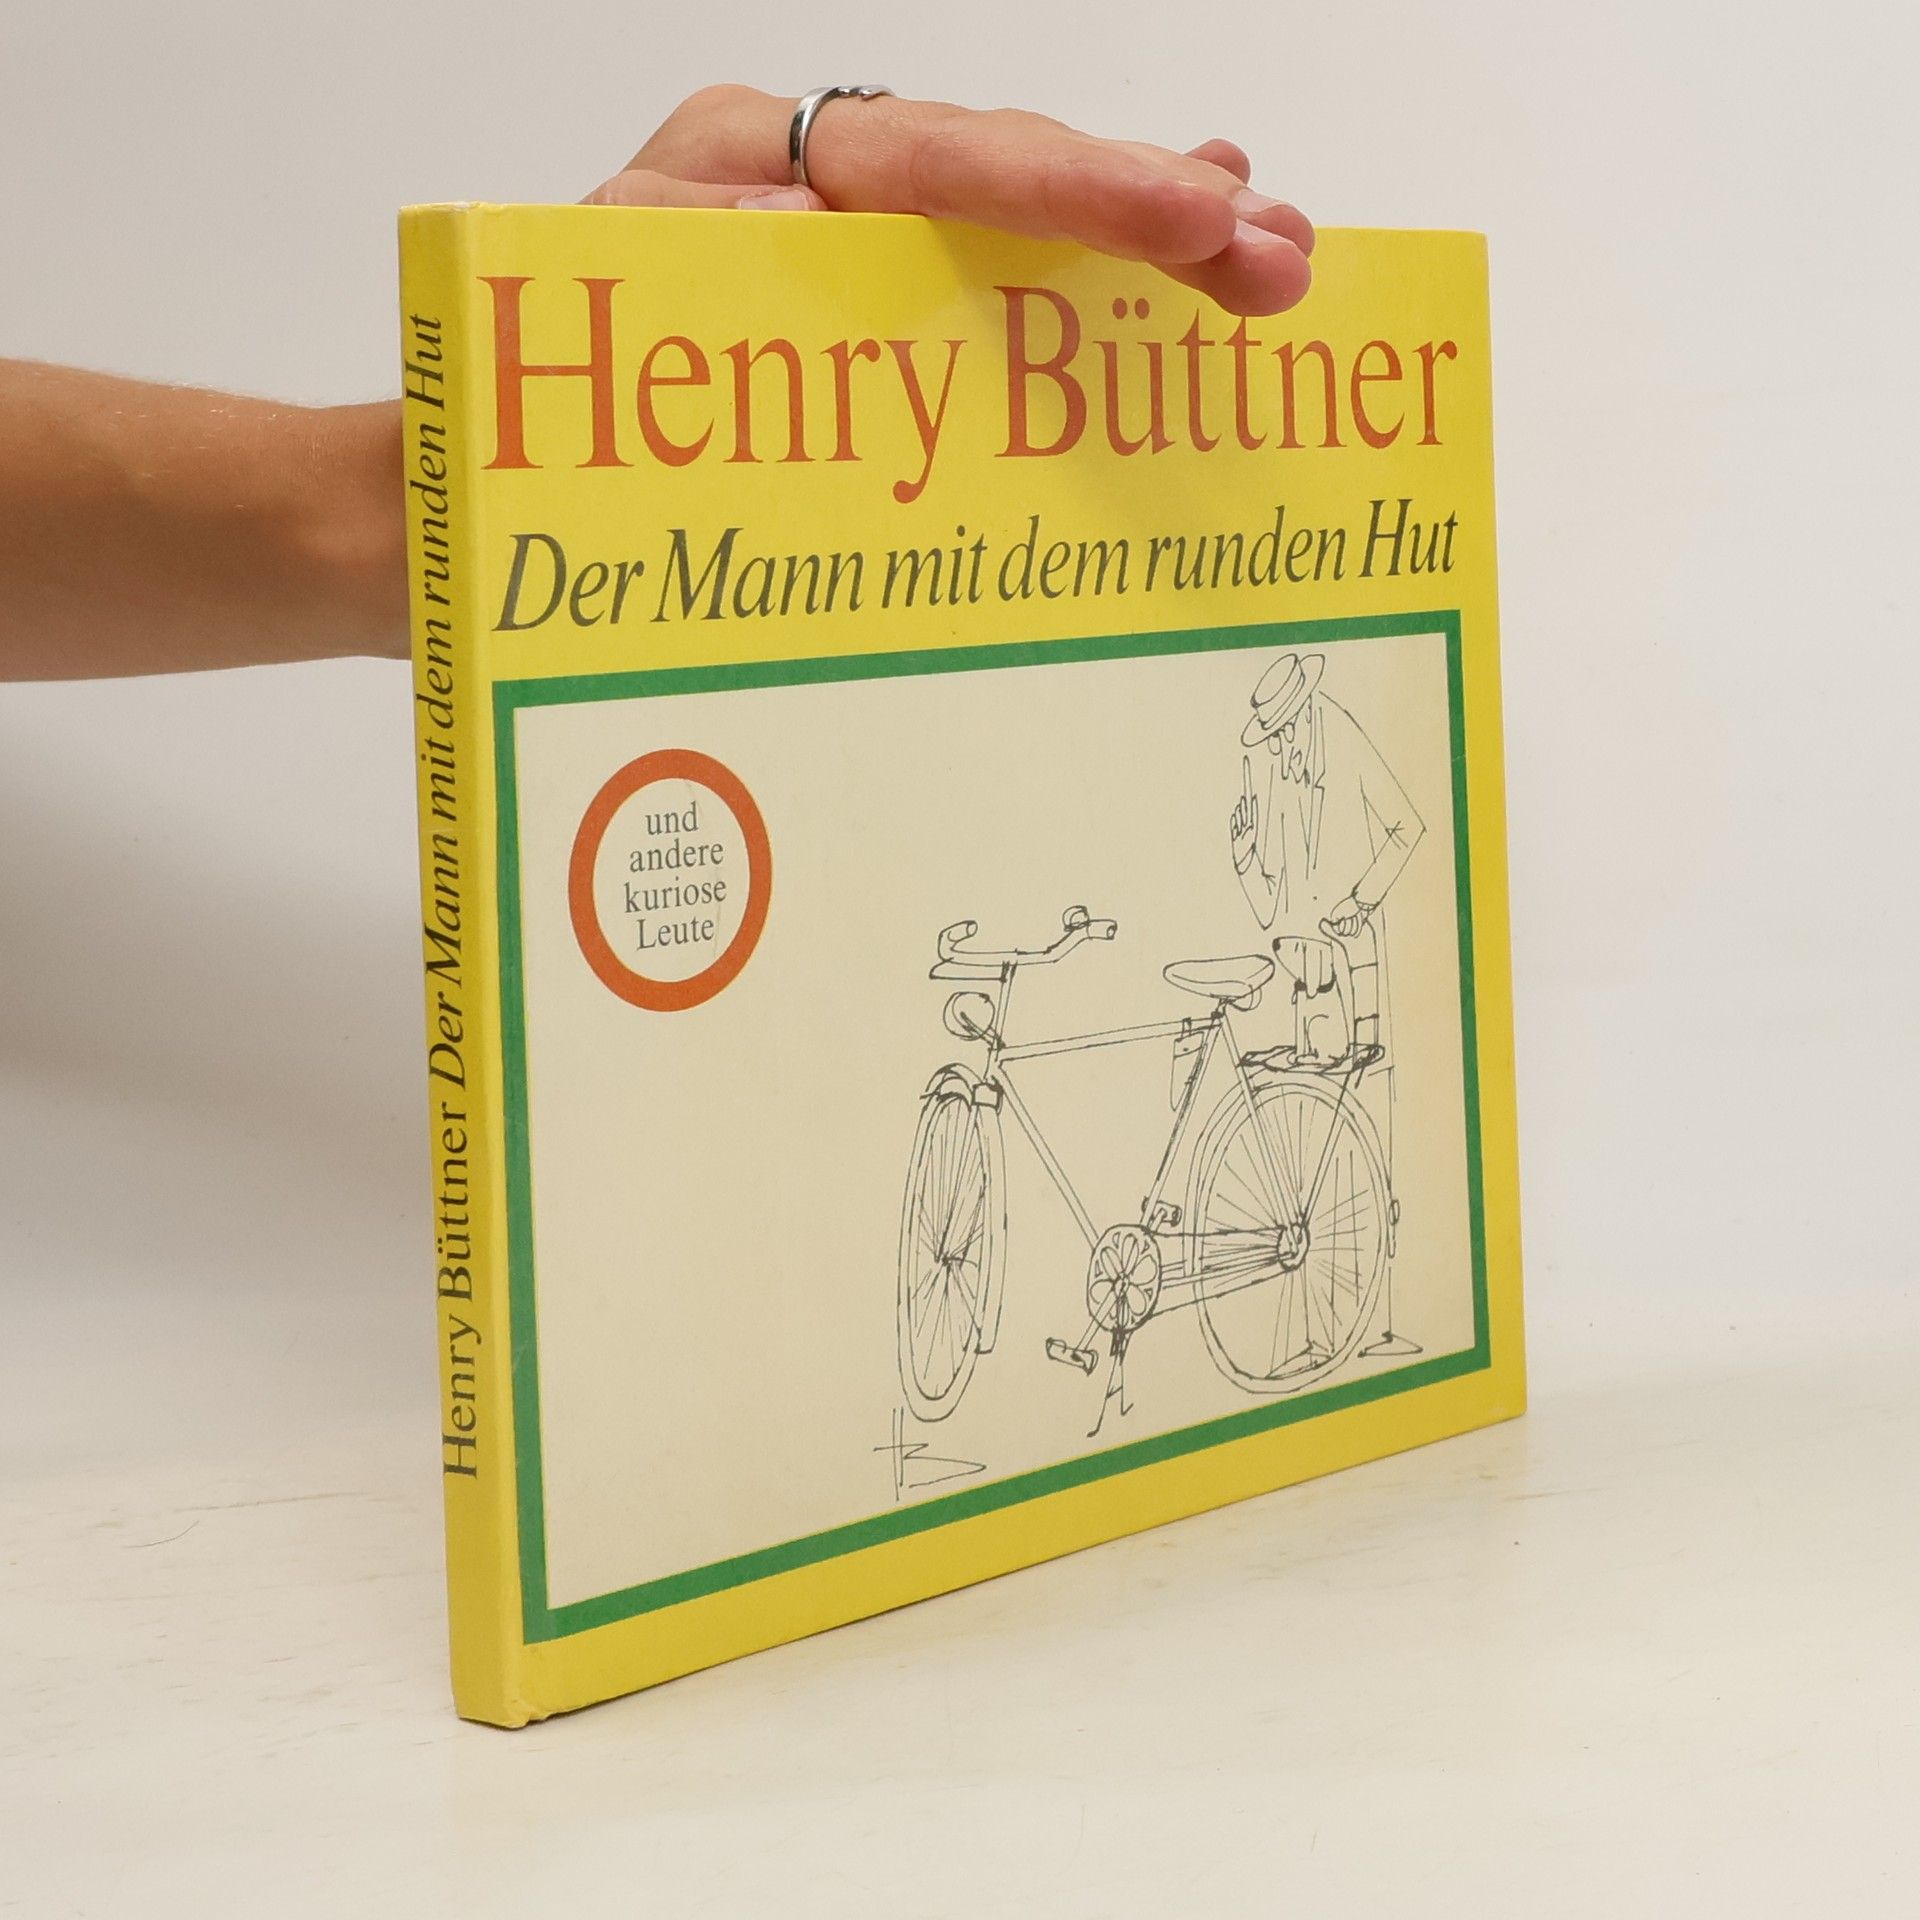 Henry Büttner
Der Mann mit dem runden Hut
und
andere
kuriose
Leute
HB
Henry Büttner Der Mann mit dem runden Hut